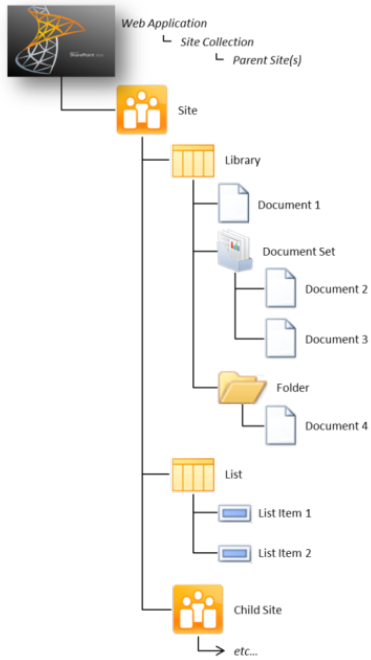 Web Application
Site Collection
Parent Site(s)
SharePoint
Site
Library
Document 1
Document Set
Document 2
Document 3
Folder
Document 4
List
List Item 1
List Item 2
Child Site
etc...